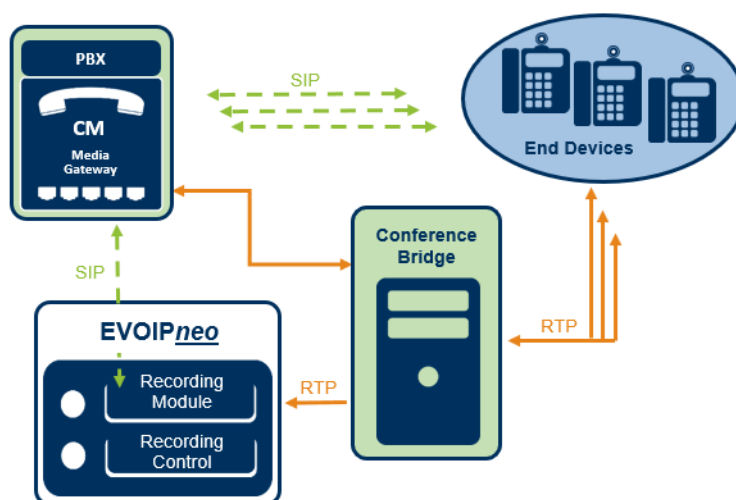 PBX
CM
Media
Gateway
SIP
End Devices
SIP
Conference
Bridge
RTP
EVOIPneo
Recording
Module
RTP
Recording
Control